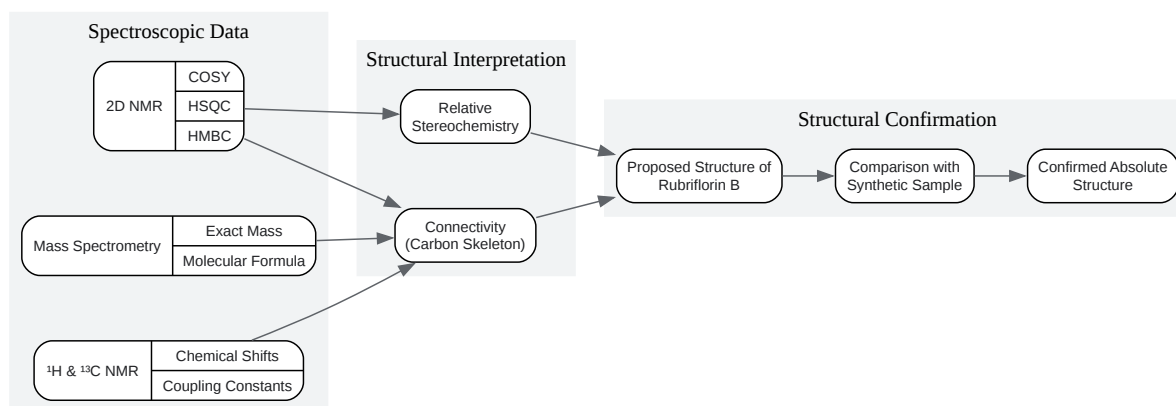 Spectroscopic Data
2D NMR
COSY
HSQC
HMBC
Mass Spectrometry
Exact Mass
Molecular Formula
¹H & ¹³C NMR
Chemical Shifts
Coupling Constants
Structural Interpretation
Relative
Stereochemistry
Connectivity
(Carbon Skeleton)
Structural Confirmation
Proposed Structure of
Rubriflorin B
Comparison with
Synthetic Sample
Confirmed Absolute
Structure